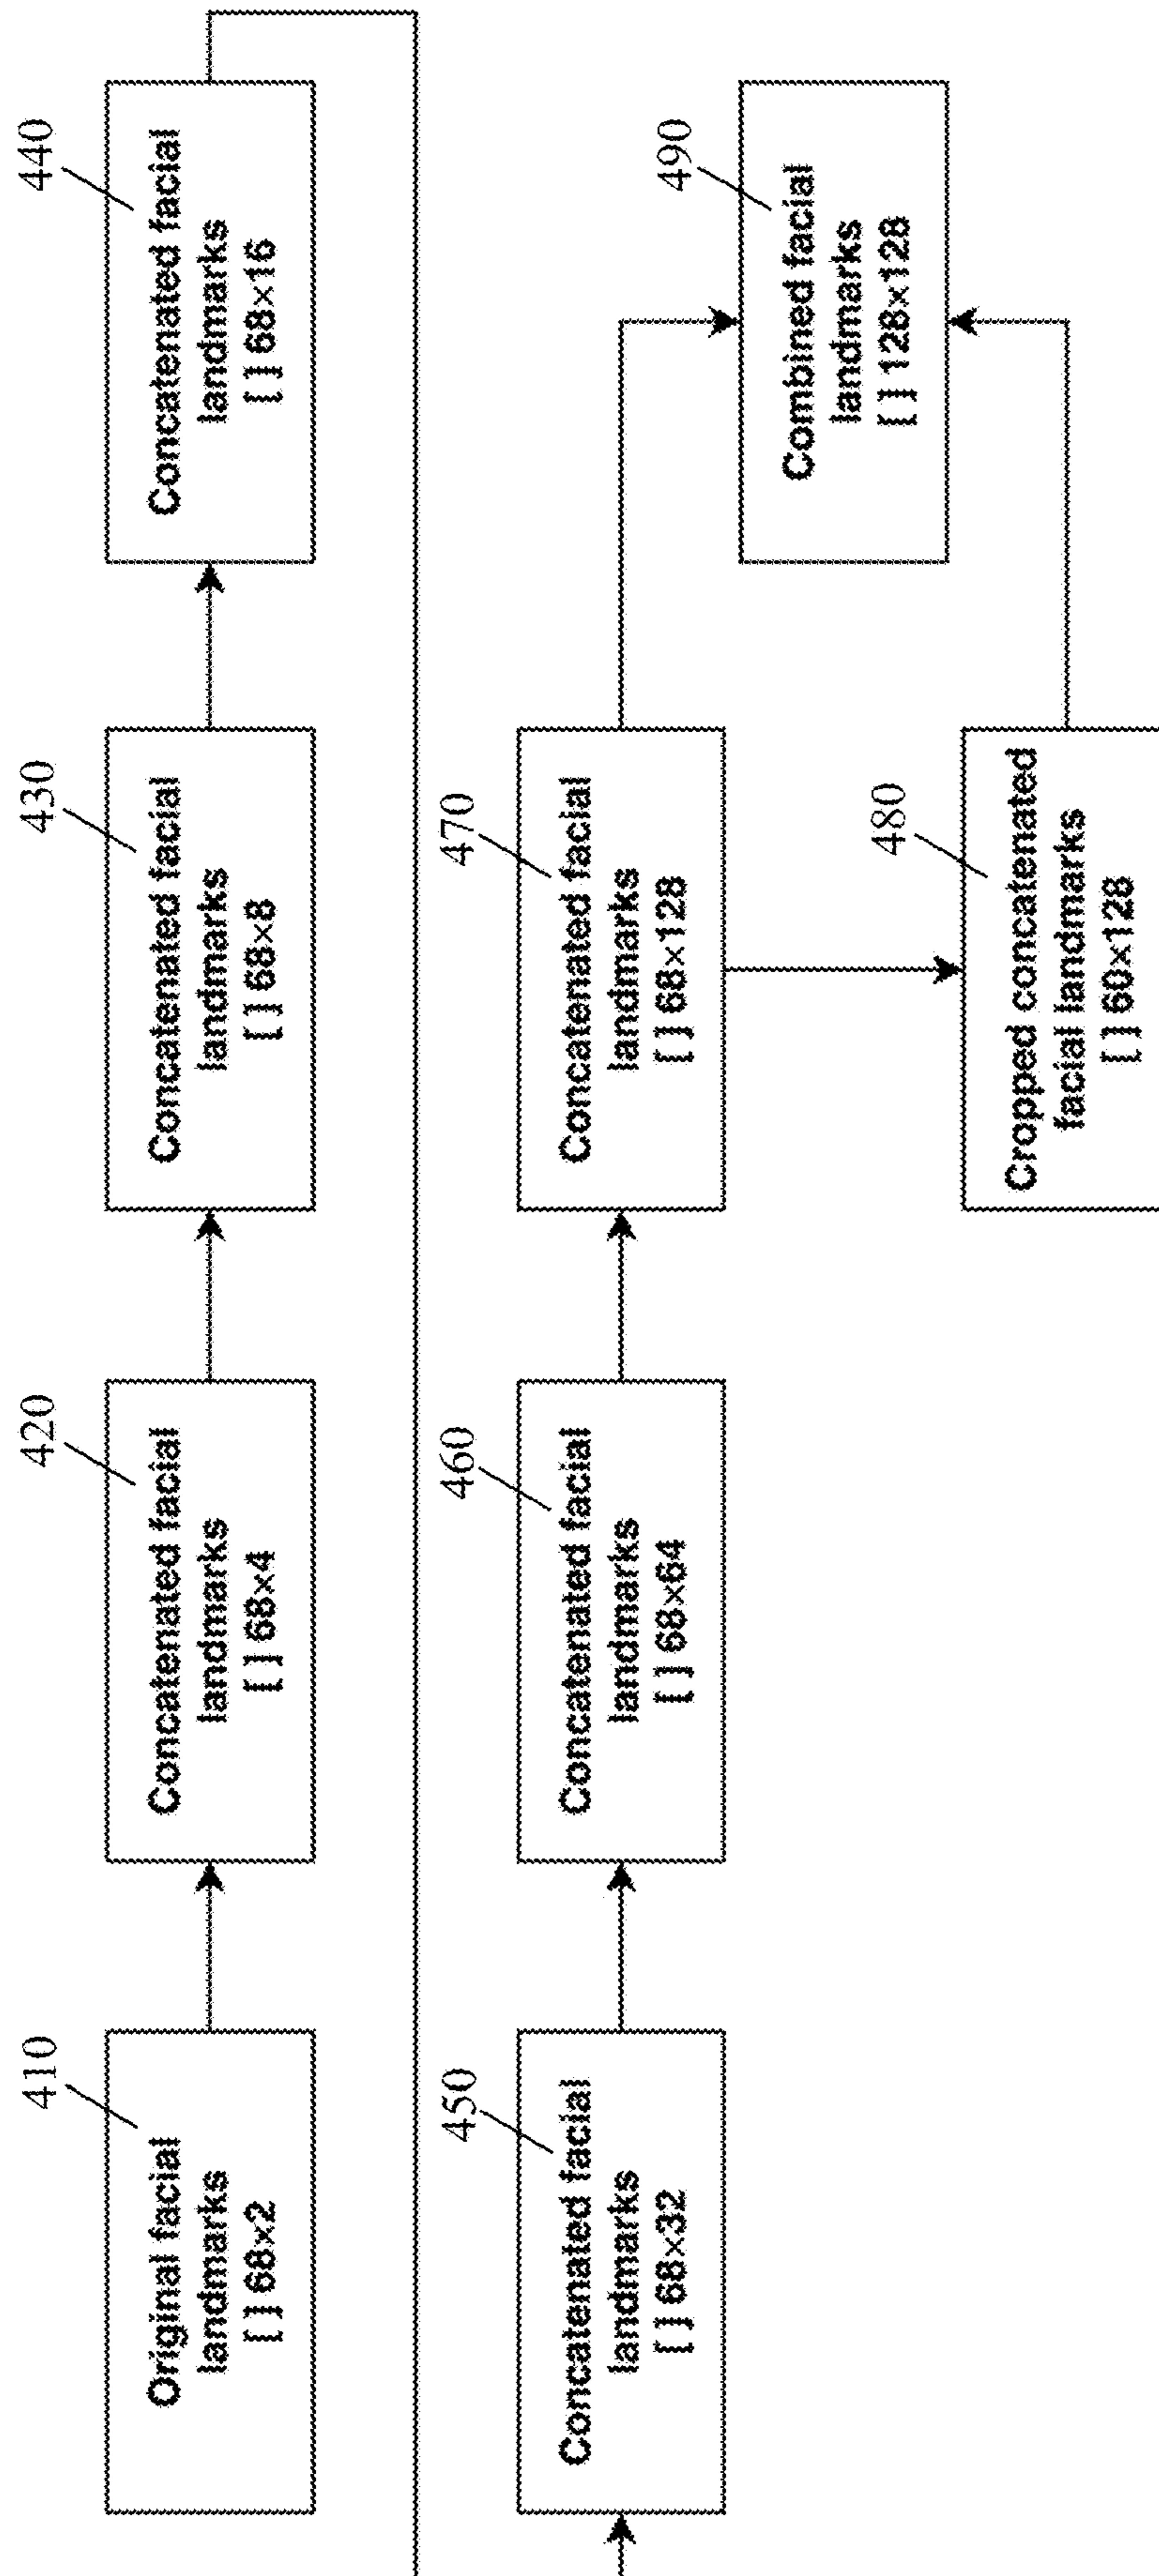 410
Original facial
landmarks
[ ] 68×2
420
Concatenated facial
landmarks
[ ] 68×4
430
Concatenated facial
landmarks
[ ] 68×8
440
Concatenated facial
landmarks
[ ] 68×16
450
Concatenated facial
landmarks
[ ] 68×32
460
Concatenated facial
landmarks
[ ] 68×64
470
Concatenated facial
landmarks
[ ] 68×128
480
Cropped concatenated
facial landmarks
[ ] 60×128
490
Combined facial
landmarks
[ ] 128×128